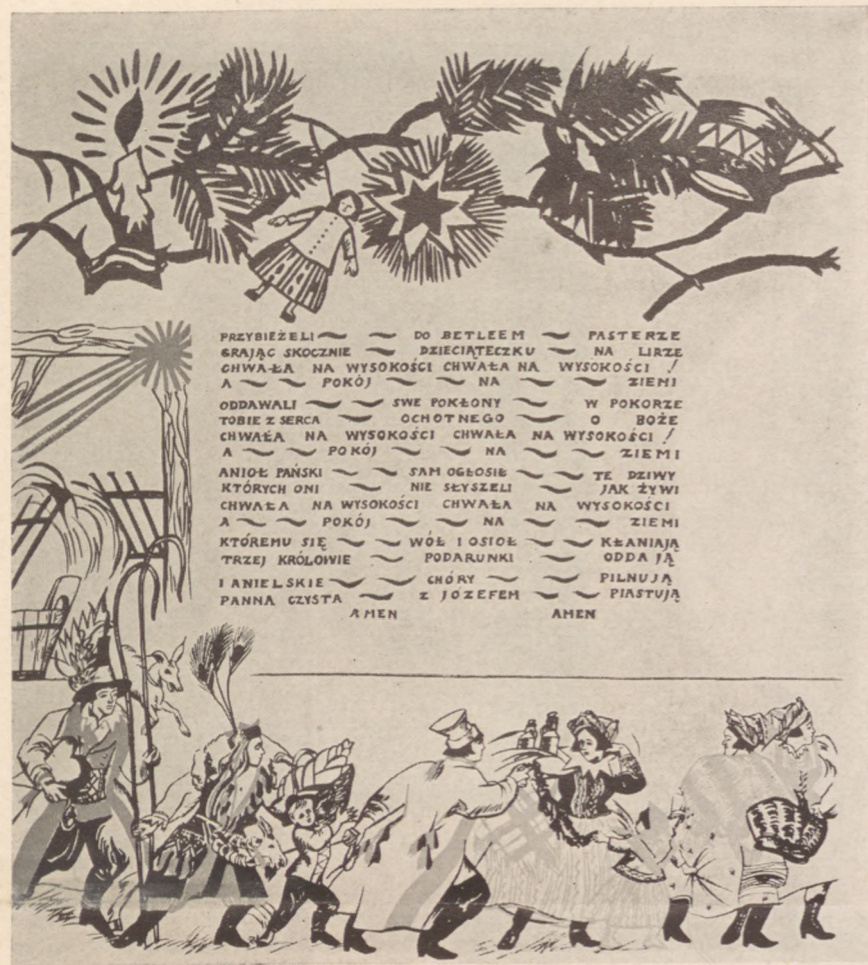 PRZYBIEŻELI DO BETLEEM PASTERZE
GRAJĄC SKOCZNIE DZIECIĄTECZKU NA LIRZE
CHWAŁA NA WYSOKOŚCI CHWAŁA NA WYSOKOŚCI !
A POKÓJ NA ZIEMI
ODDAWALI SWE POKŁONY W POKORZE
TOBIE Z SERCA OCHOTNEGO O BOŻE
CHWAŁA NA WYSOKOŚCI CHWAŁA NA WYSOKOŚCI !
A POKÓJ NA ZIEMI
ANIOŁ PAŃSKI SAM OGŁOSIŁ TE DZIWY
KTÓRYCH ONI NIE SŁYSZELI JAK ŻYWI
CHWAŁA NA WYSOKOŚCI CHWAŁA NA WYSOKOŚCI
A POKÓJ NA ZIEMI
KTÓREMU SIĘ WÓŁ I OSIOŁ KŁANIAJĄ
TRZEJ KRÓLOWIE PODARUNKI ODDAJĄ
I ANIELSKIE CHÓRY PILNUJĄ
PANNA CZYSTA Z JÓZEFEM PIASTUJĄ
AMEN AMEN